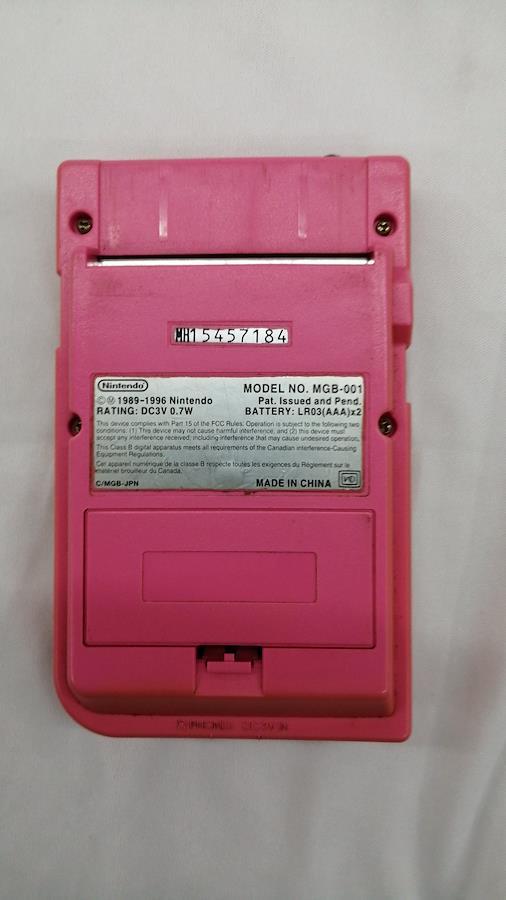 MH15457184
Nintendo MODEL NO. MGB-001
©Ⓜ 1989-1996 Nintendo Pat. Issued and Pend.
RATING: DC3V 0.7W BATTERY: LR03(AAA)x2
This device complies with Part 15 of the FCC Rules. Operation is subject to the following two
conditions: (1) This device may not cause harmful interference, and (2) this device must
accept any interference received, including interference that may cause undesired operation.
This Class B digital apparatus meets all requirements of the Canadian Interference-Causing
Equipment Regulations.
Cet appareil numérique de la classe B respecte toutes les exigences du Règlement sur le
matériel brouilleur du Canada.
C/MGB-JPN MADE IN CHINA